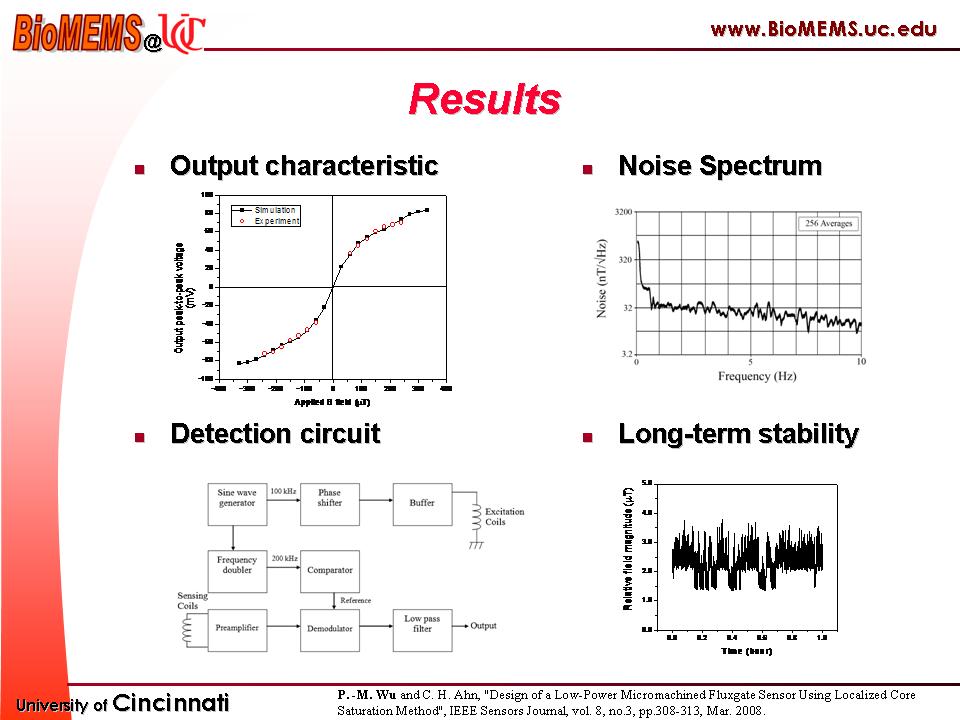 BioMEMS@UC
www.BioMEMS.uc.edu
Results
Output characteristic
100
80
60
40
20
0
-20
-40
-60
-80
-100
-400 -300 -200 -100 0 100 200 300 400
Output peak-to-peak voltage
(mV)
Applied B field (μT)
Simulation
Experiment
Noise Spectrum
3200
320
32
3.2
0 5 10
Noise (nT/√Hz)
Frequency (Hz)
256 Averages
Detection circuit
Sine wave
generator
100 kHz
Phase
shifter
Buffer
Excitation
Coils
Frequency
doubler
200 kHz
Comparator
Reference
Sensing
Coils
Preamplifier
Demodulator
Low pass
filter
Output
Long-term stability
5.0
4.0
3.0
2.0
1.0
0.0
0.0 0.2 0.4 0.6 0.8 1.0
Relative field magnitude (μT)
Time (hour)
University of Cincinnati
P.-M. Wu and C. H. Ahn, "Design of a Low-Power Micromachined Fluxgate Sensor Using Localized Core
Saturation Method", IEEE Sensors Journal, vol. 8, no.3, pp.308-313, Mar. 2008.